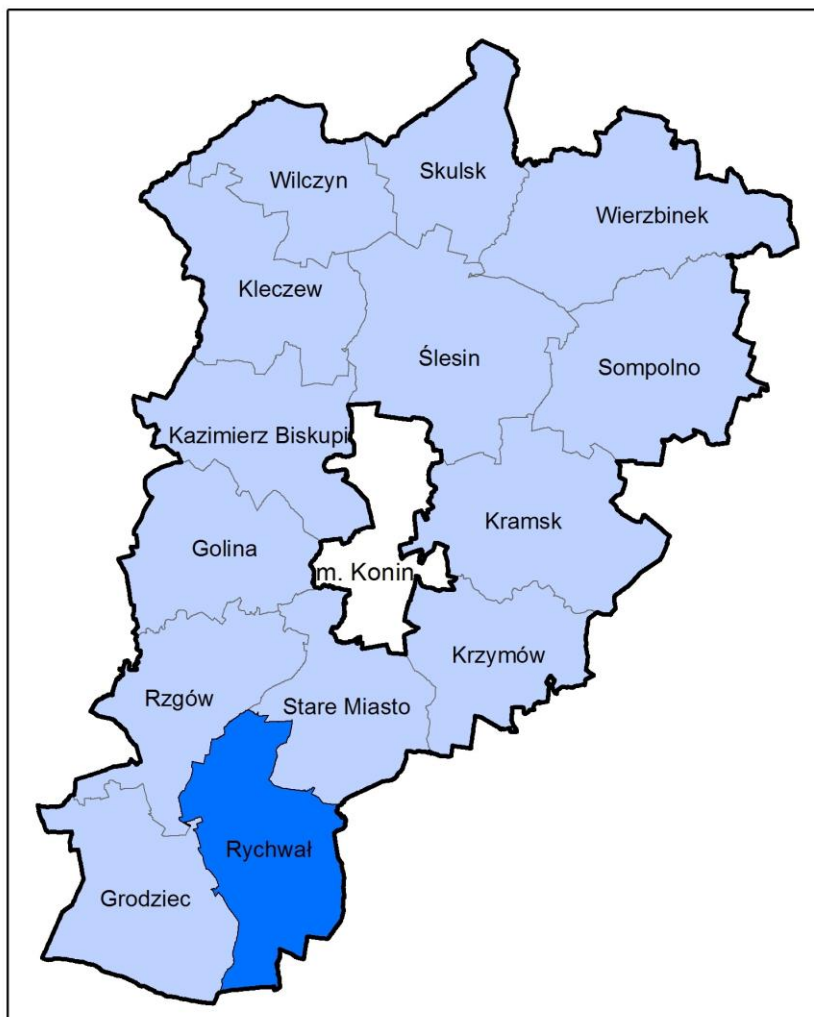 Skulsk
Wilczyn
Wierzbinek
Kleczew
Ślesin
Sompolno
Kazimierz Biskupi
Kramsk
Golina
m. Konin
Krzymów
Rzgów
Stare Miasto
Rychwał
Grodziec